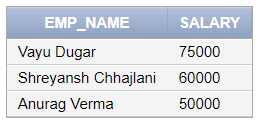 EMP_NAME SALARY
Vayu Dugar 75000
Shreyansh Chhajlani 60000
Anurag Verma 50000